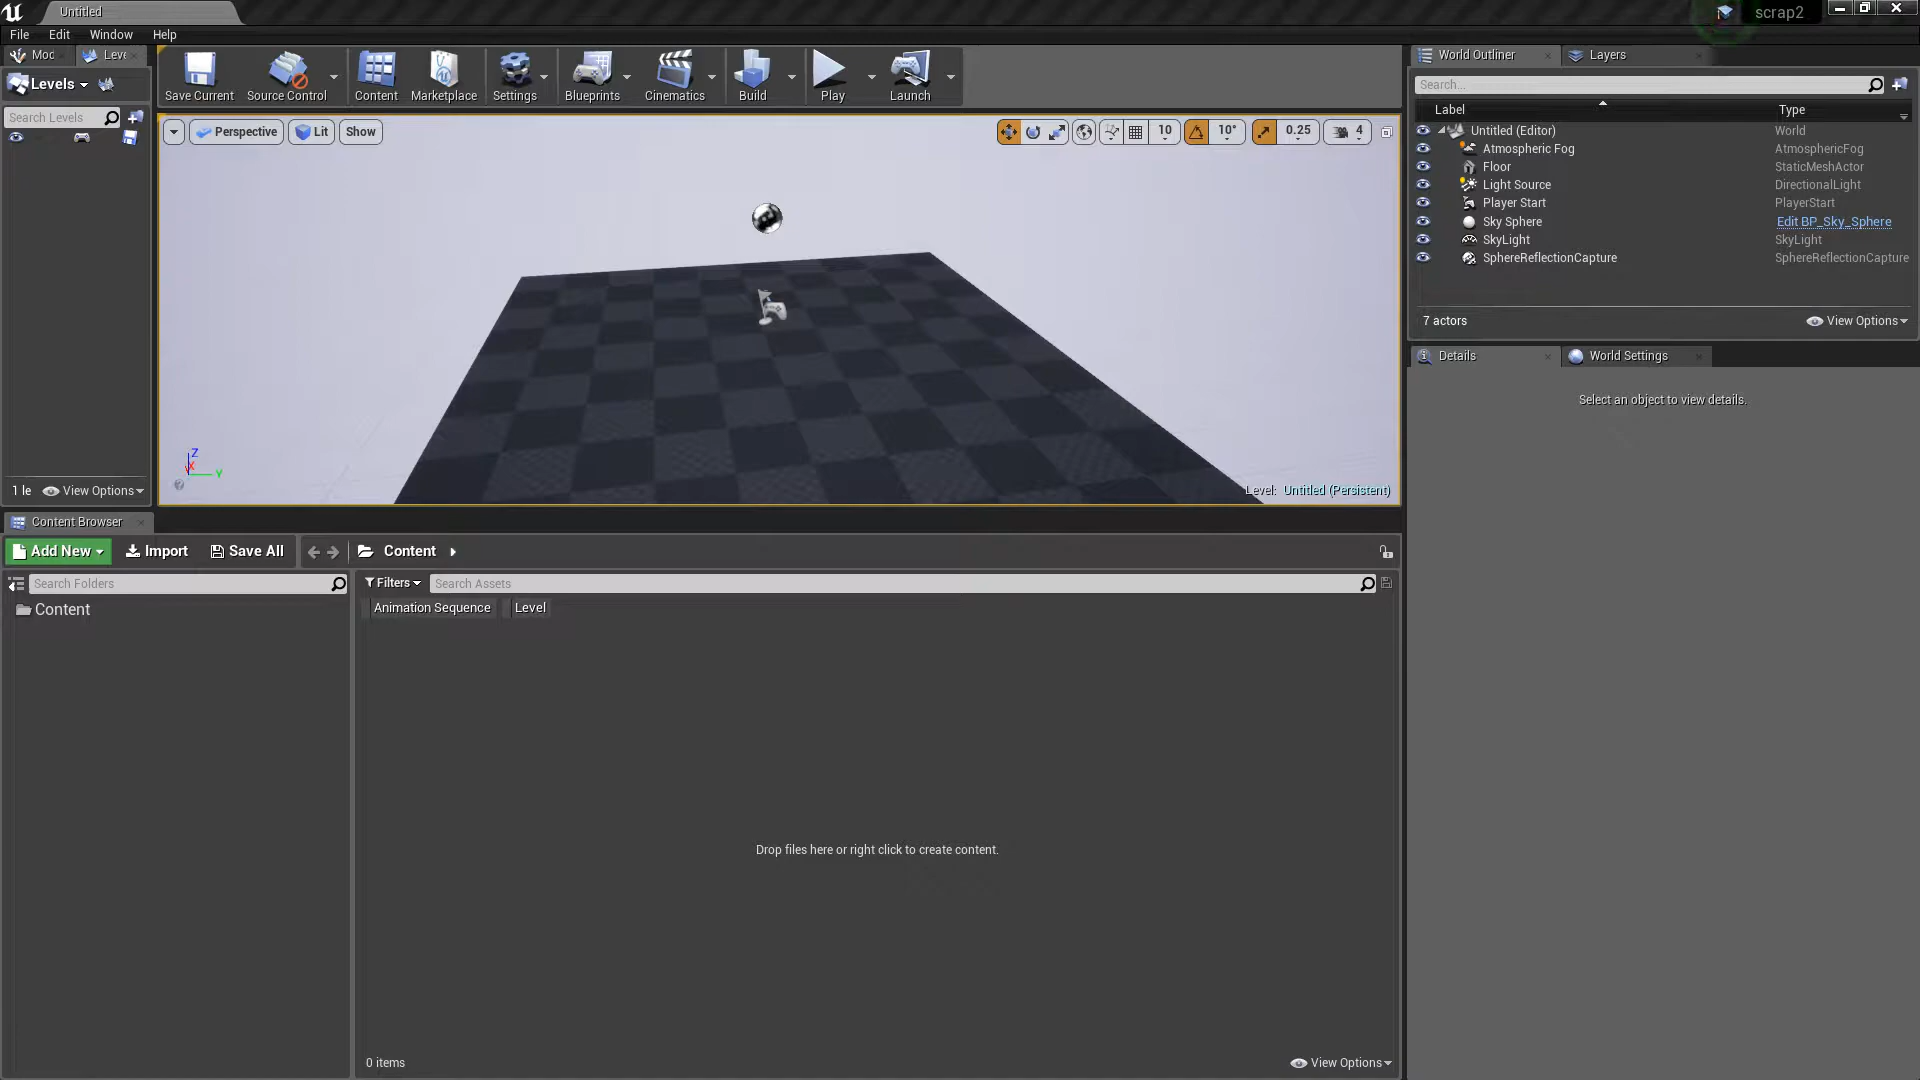 Untitled
scrap2
File Edit Window Help
Mod Leve
World Outliner Layers
Levels
Save Current Source Control Content Marketplace Settings Blueprints Cinematics Build Play Launch
Search...
Label Type
Search Levels
Perspective Lit Show
10 10° 0.25 4
Untitled (Editor) World
Atmospheric Fog AtmosphericFog
Floor StaticMeshActor
Light Source DirectionalLight
Player Start PlayerStart
Sky Sphere Edit BP_Sky_Sphere
SkyLight SkyLight
SphereReflectionCapture SphereReflectionCapture
7 actors View Options
Details World Settings
Select an object to view details.
Z
X
Y
1 le View Options
Level: Untitled (Persistent)
Content Browser
Add New Import Save All Content
Search Folders
Filters Search Assets
Content
Animation Sequence Level
Drop files here or right click to create content.
0 items View Options